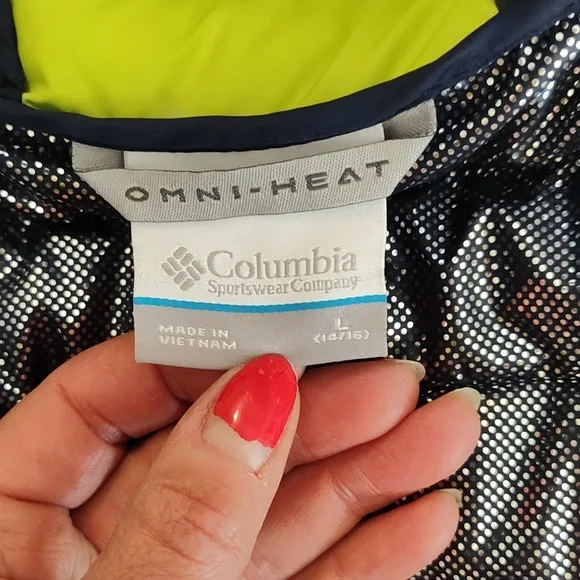 OMNI-HEAT
Columbia
Sportswear Company
MADE IN
VIETNAM
L
(14/16)